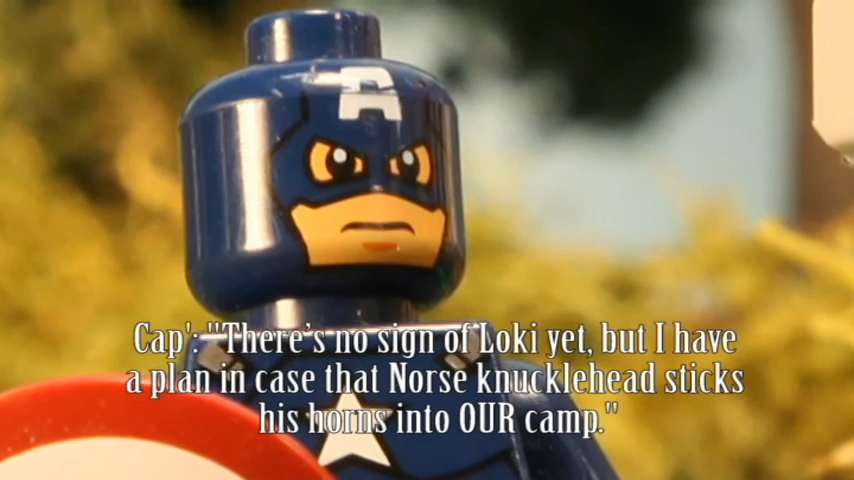 A
Cap': "There's no sign of Loki yet, but I have
a plan in case that Norse knucklehead sticks
his horns into OUR camp."